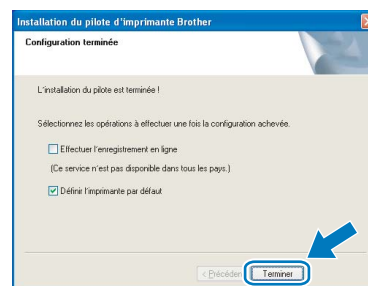 Installation du pilote d'imprimante Brother
Configuration terminée
L'installation du pilote est terminée !
Sélectionnez les opérations à effectuer une fois la configuration achevée.
Effectuer l'enregistrement en ligne
(Ce service n'est pas disponible dans tous les pays.)
Définir l'imprimante par défaut
< Précéden
Terminer